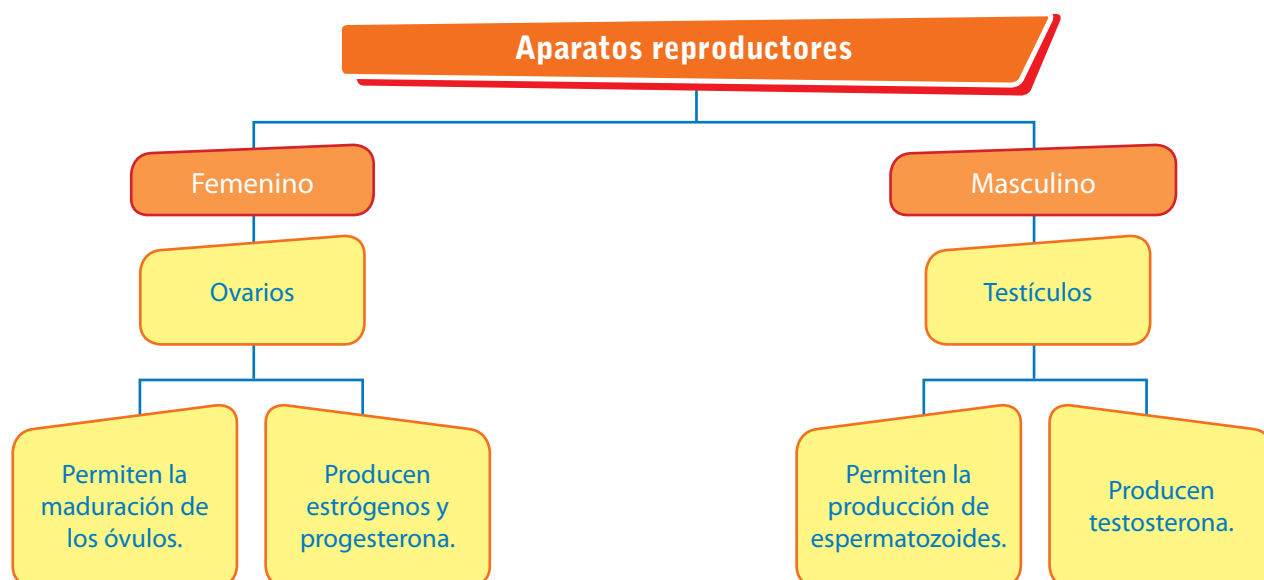 Aparatos reproductores
Femenino
Masculino
Ovarios
Testículos
Permiten la
maduración de
los óvulos.
Producen
estrógenos y
progesterona.
Permiten la
producción de
espermatozoides.
Producen
testosterona.